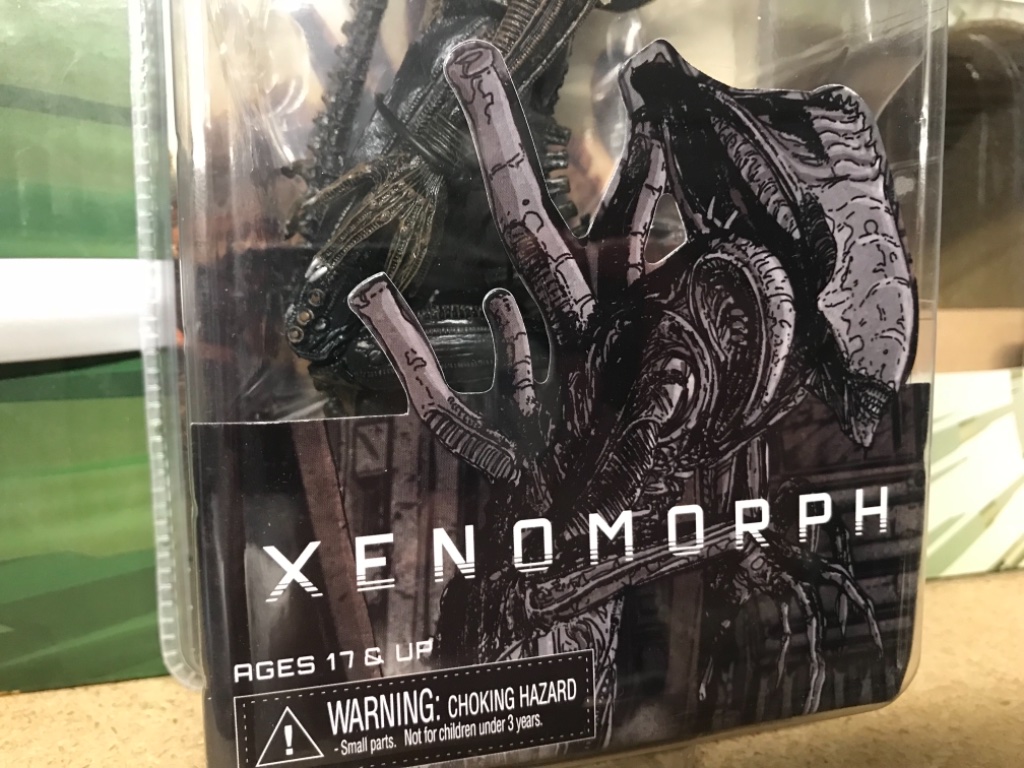 XENOMORPH
AGES 17 & UP
WARNING: CHOKING HAZARD
- Small parts. Not for children under 3 years.